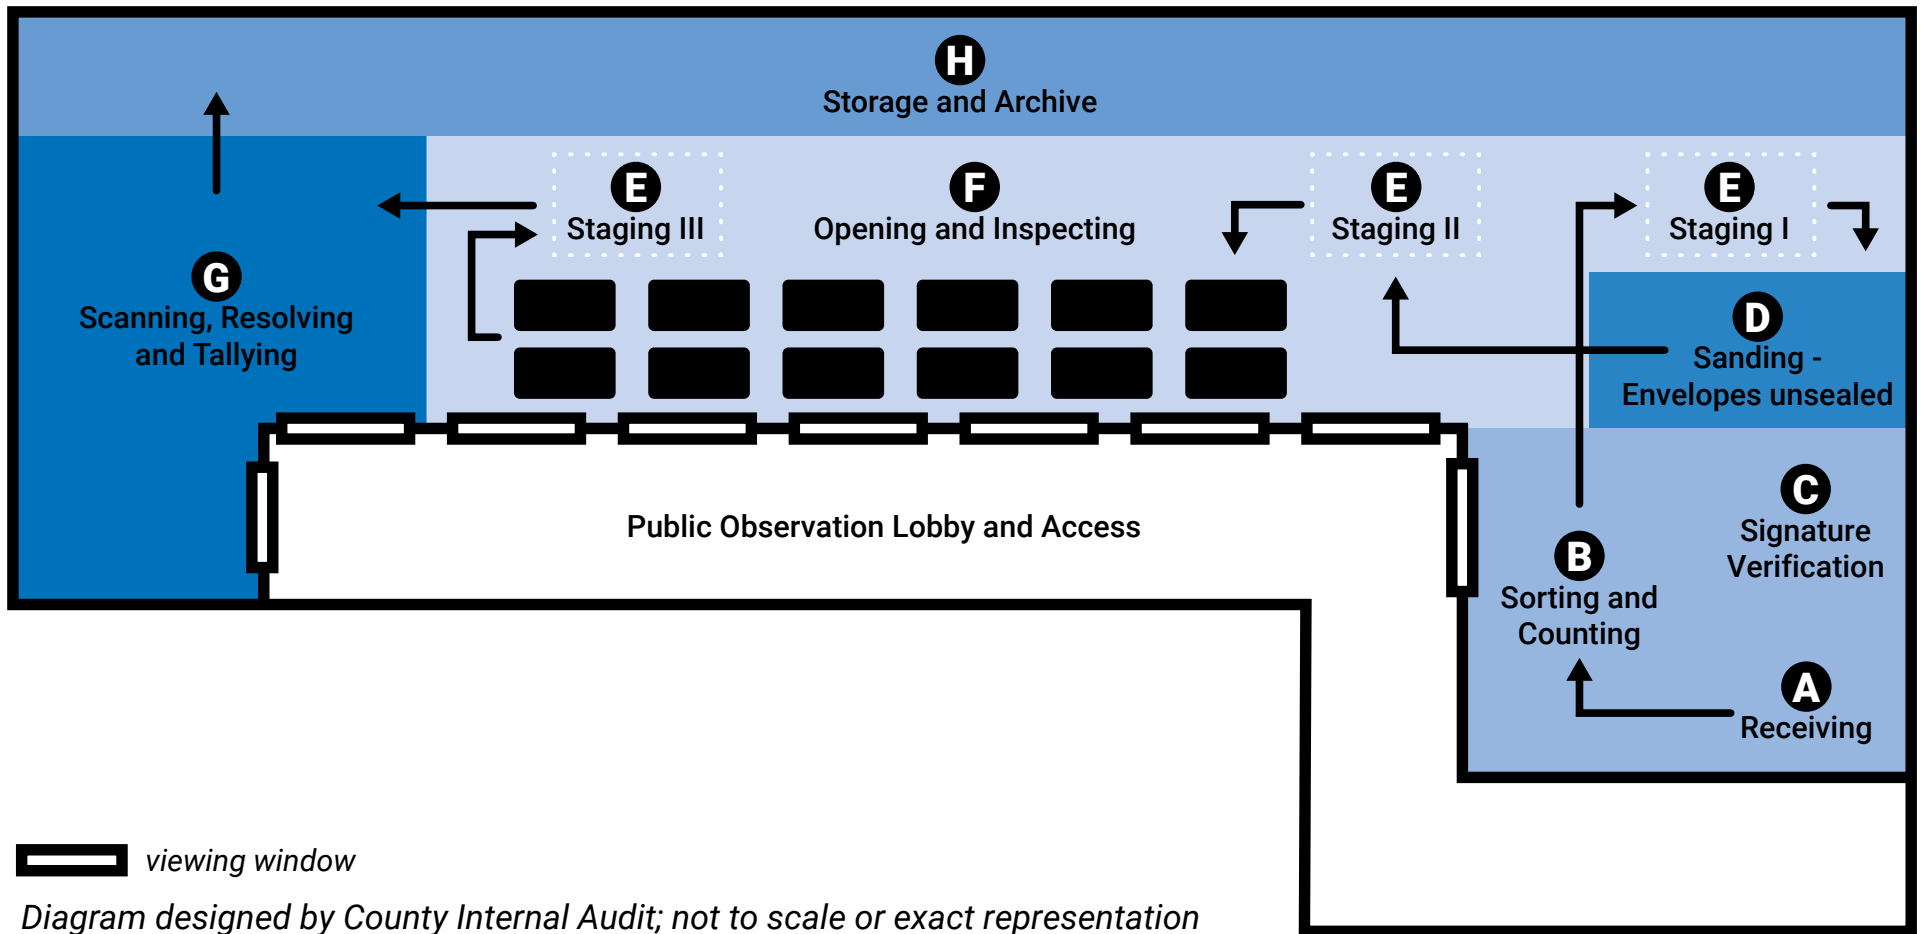 H
Storage and Archive
E
Staging III
F
Opening and Inspecting
E
Staging II
E
Staging I
G
Scanning, Resolving
and Tallying
D
Sanding -
Envelopes unsealed
Public Observation Lobby and Access
C
Signature
Verification
B
Sorting and
Counting
A
Receiving
viewing window
Diagram designed by County Internal Audit; not to scale or exact representation